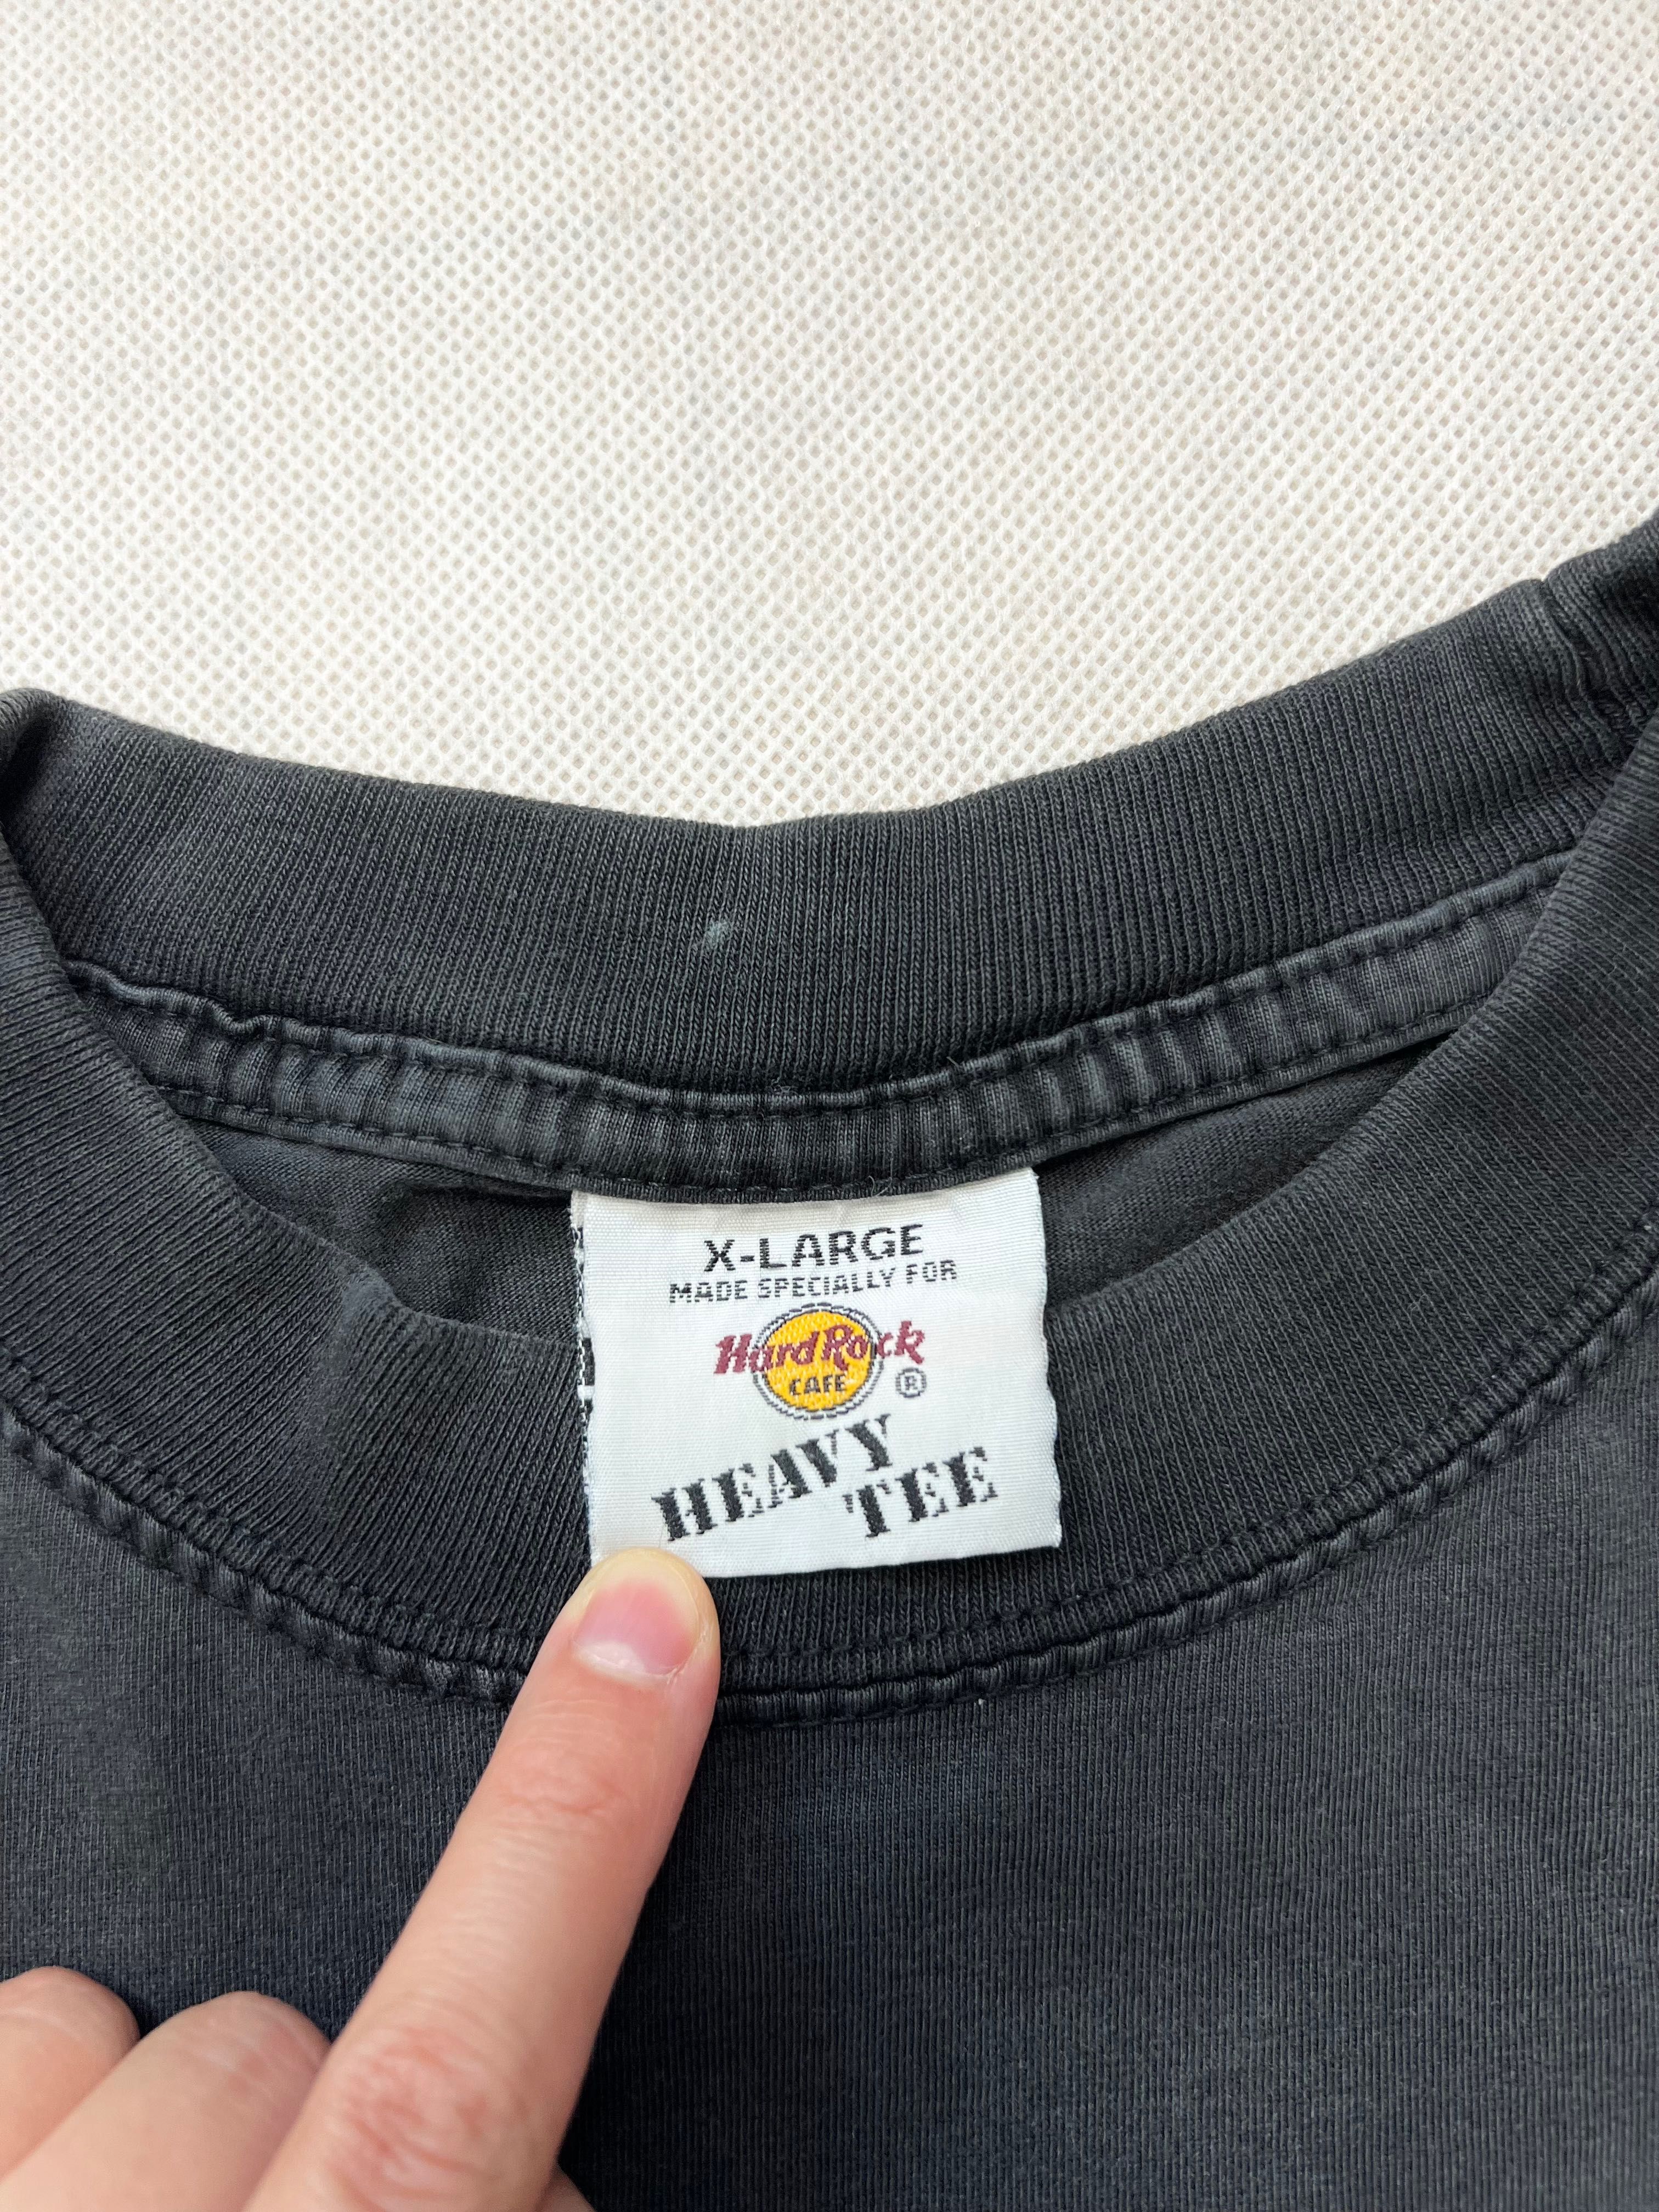 X-LARGE
MADE SPECIALLY FOR
Hard Rock
CAFE ®
HEAVY
TEE